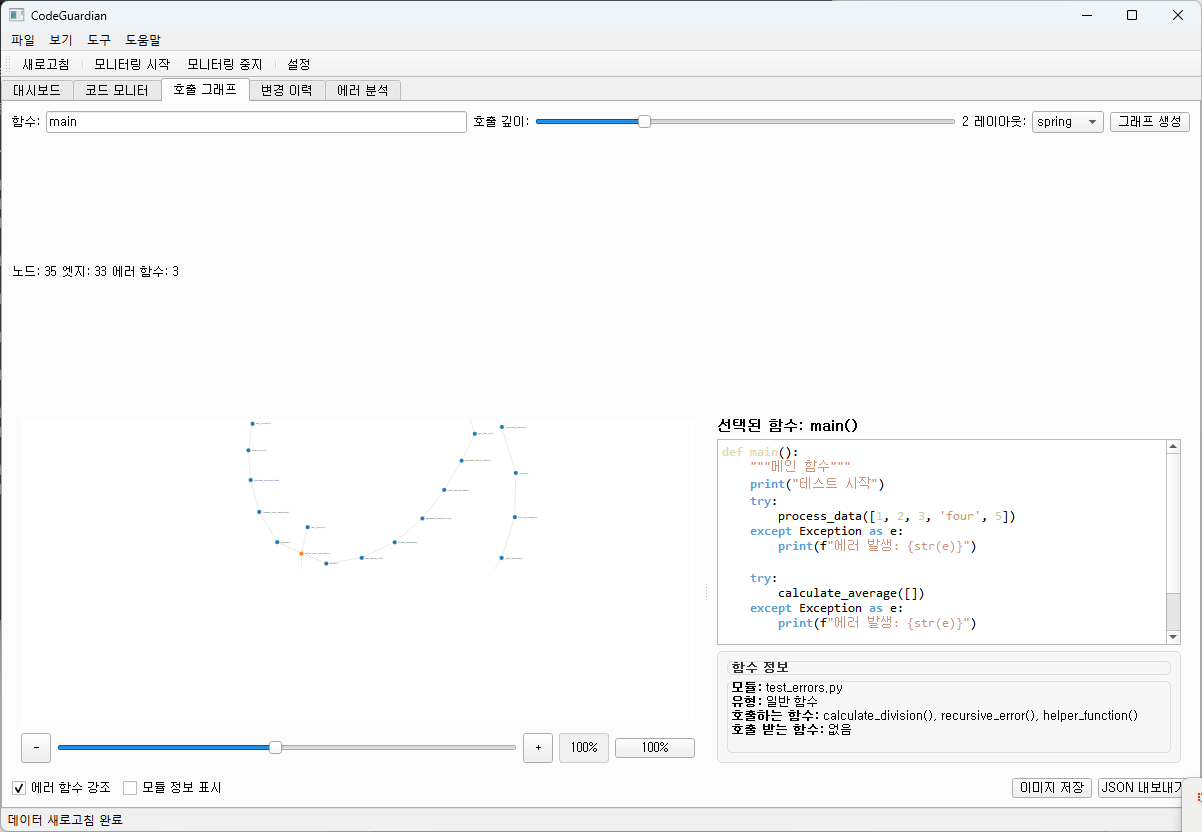 CodeGuardian
파일 보기 도구 도움말
새로고침 모니터링 시작 모니터링 중지 설정
대시보드 코드 모니터 호출 그래프 변경 이력 에러 분석
함수: main 호출 깊이: 2 레이아웃: spring 그래프 생성
노드: 35 엣지: 33 에러 함수: 3
선택된 함수: main()
def main():
"""메인 함수"""
print("테스트 시작")
try:
process_data([1, 2, 3, 'four', 5])
except Exception as e:
print(f"에러 발생: {str(e)}")
try:
calculate_average([])
except Exception as e:
print(f"에러 발생: {str(e)}")
함수 정보
모듈: test_errors.py
유형: 일반 함수
호출하는 함수: calculate_division(), recursive_error(), helper_function()
호출 받는 함수: 없음
- + 100% 100%
에러 함수 강조 모듈 정보 표시 이미지 저장 JSON 내보내기
데이터 새로고침 완료